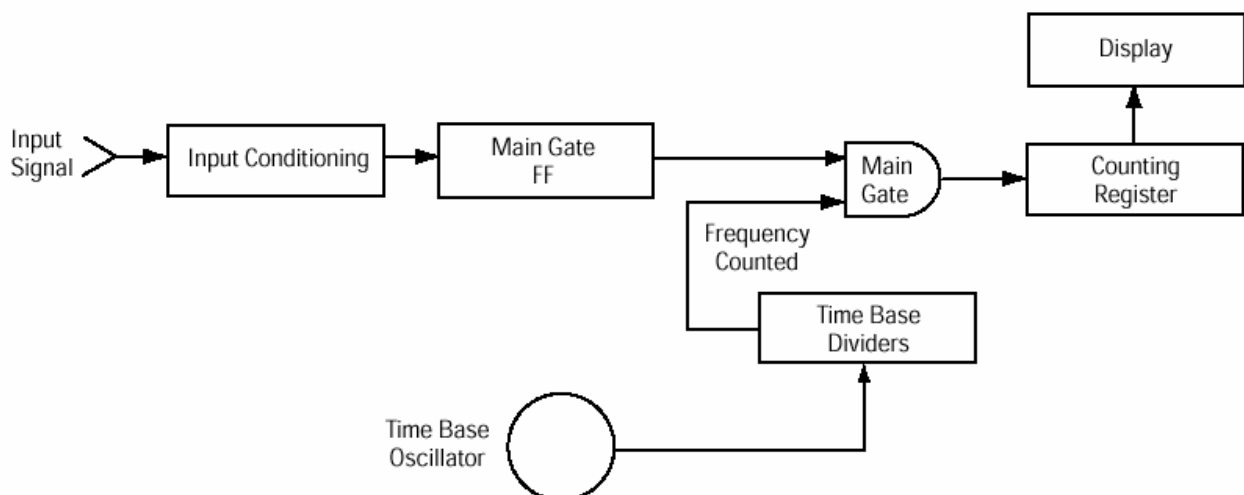 Display
Input
Signal
Input Conditioning
Main Gate
FF
Main
Gate
Counting
Register
Frequency
Counted
Time Base
Dividers
Time Base
Oscillator